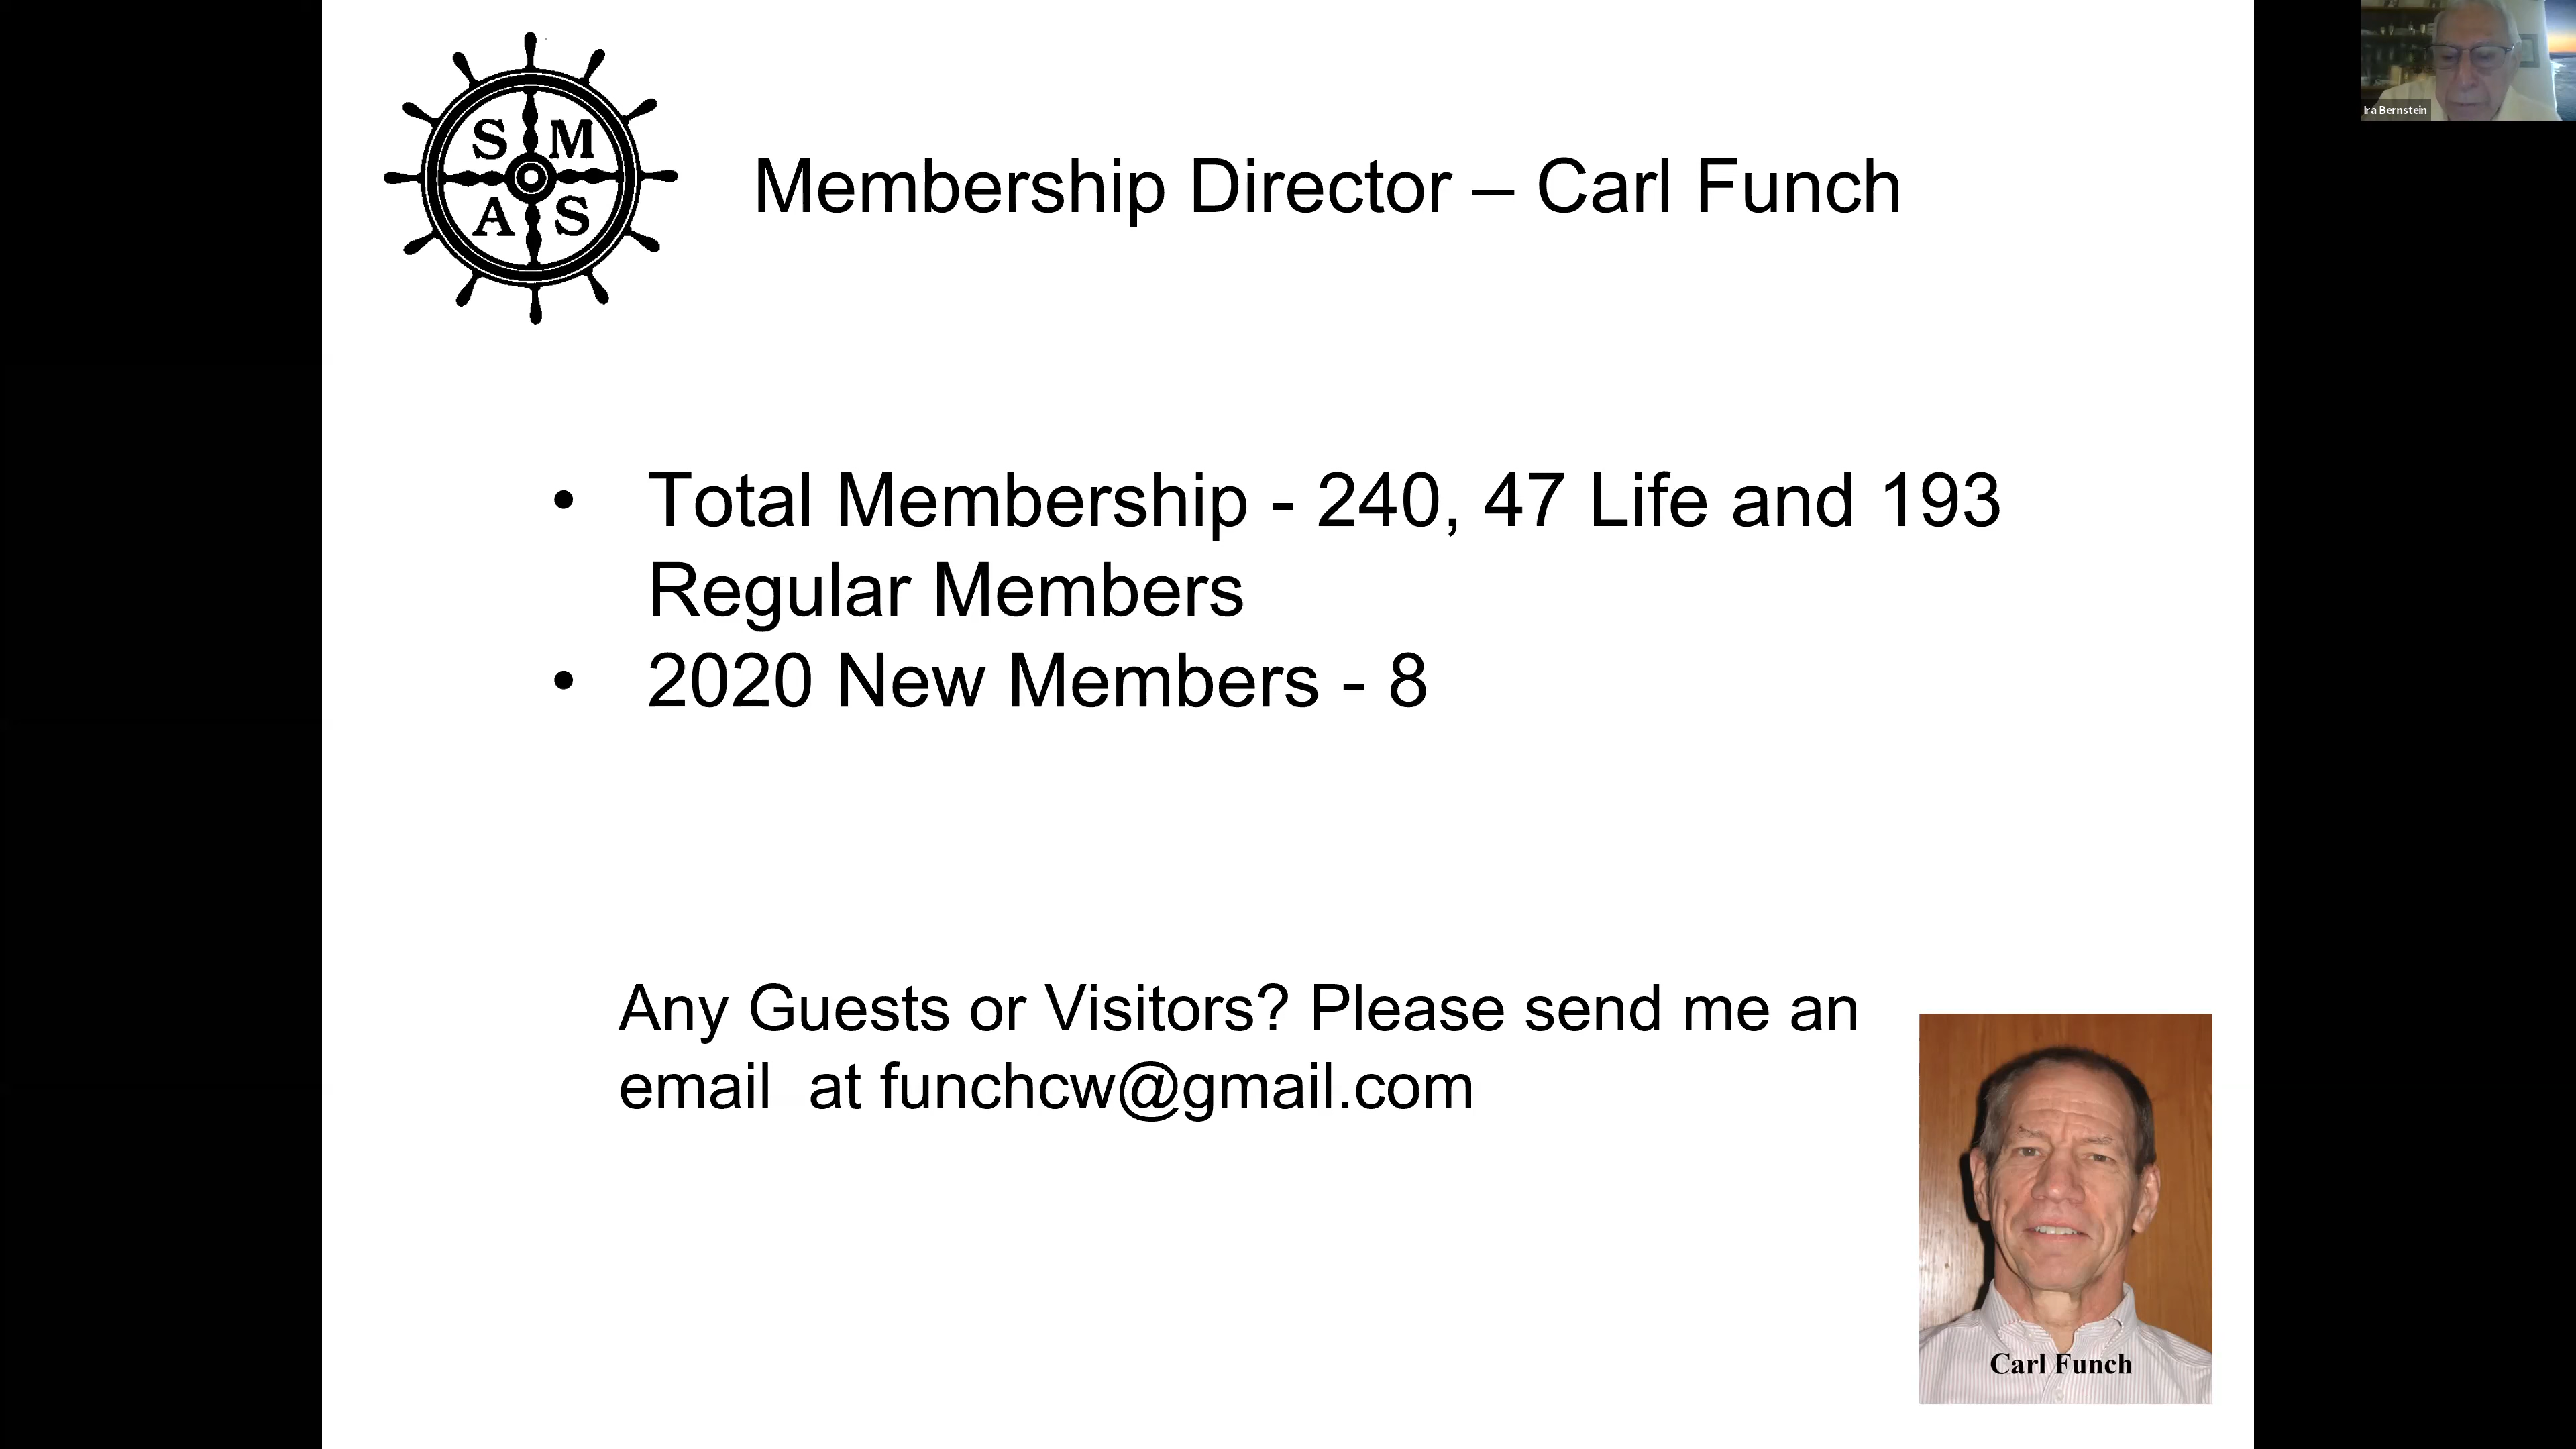 S M
A S
Membership Director – Carl Funch
• Total Membership - 240, 47 Life and 193
Regular Members
• 2020 New Members - 8
Any Guests or Visitors? Please send me an
email  at funchcw@gmail.com
Carl Funch
Ira Bernstein